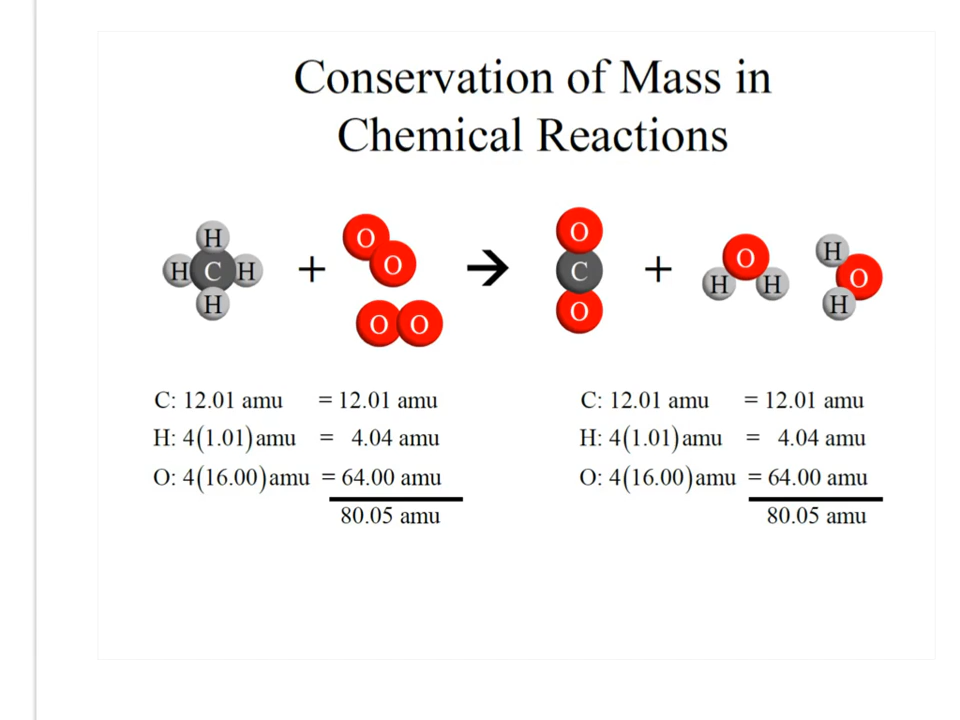 Conservation of Mass in
Chemical Reactions
H
H C H
H
+
O
O
O O
→
O
C
O
+
O
H H
H
O
H
C: 12.01 amu = 12.01 amu
H: 4(1.01)amu = 4.04 amu
O: 4(16.00)amu = 64.00 amu
80.05 amu
C: 12.01 amu = 12.01 amu
H: 4(1.01)amu = 4.04 amu
O: 4(16.00)amu = 64.00 amu
80.05 amu